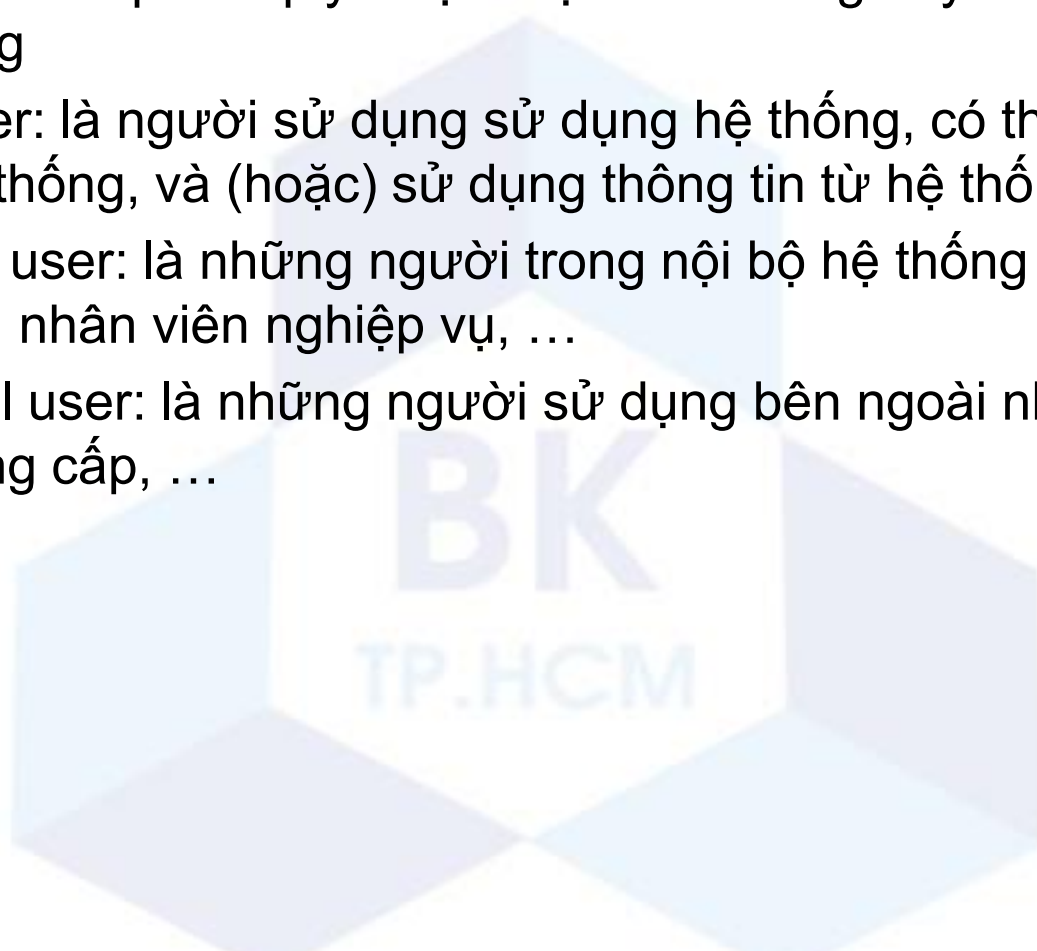 g
er: là người sử dụng sử dụng hệ thống, có th
thống, và (hoặc) sử dụng thông tin từ hệ thố
user: là những người trong nội bộ hệ thống
nhân viên nghiệp vụ, …
l user: là những người sử dụng bên ngoài nh
ng cấp, …
BK
TP.HCM